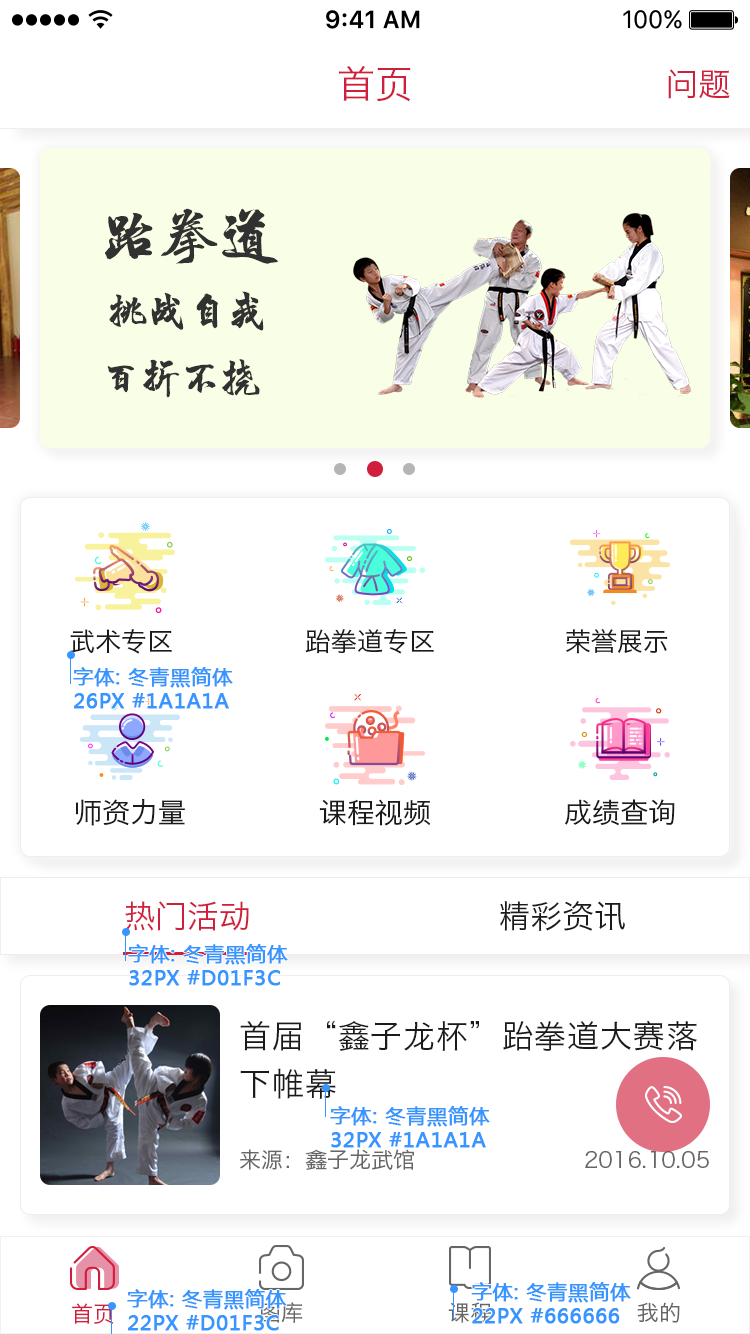 9:41 AM
100%
首页
问题
跆拳道
挑战自我
百折不挠
武术专区
跆拳道专区
荣誉展示
字体: 冬青黑简体
26PX #1A1A1A
师资力量
课程视频
成绩查询
热门活动
精彩资讯
字体: 冬青黑简体
32PX #D01F3C
首届“鑫子龙杯”跆拳道大赛落
下帷幕
字体: 冬青黑简体
32PX #1A1A1A
来源：鑫子龙武馆
2016.10.05
字体: 冬青黑简体
22PX #D01F3C
字体: 冬青黑简体
22PX #666666
首页
图库
课程
我的